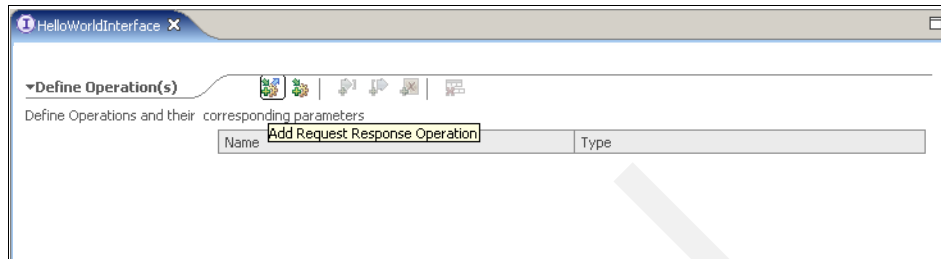 HelloWorldInterface
Define Operation(s)
Define Operations and their corresponding parameters
Add Request Response Operation
Name Type